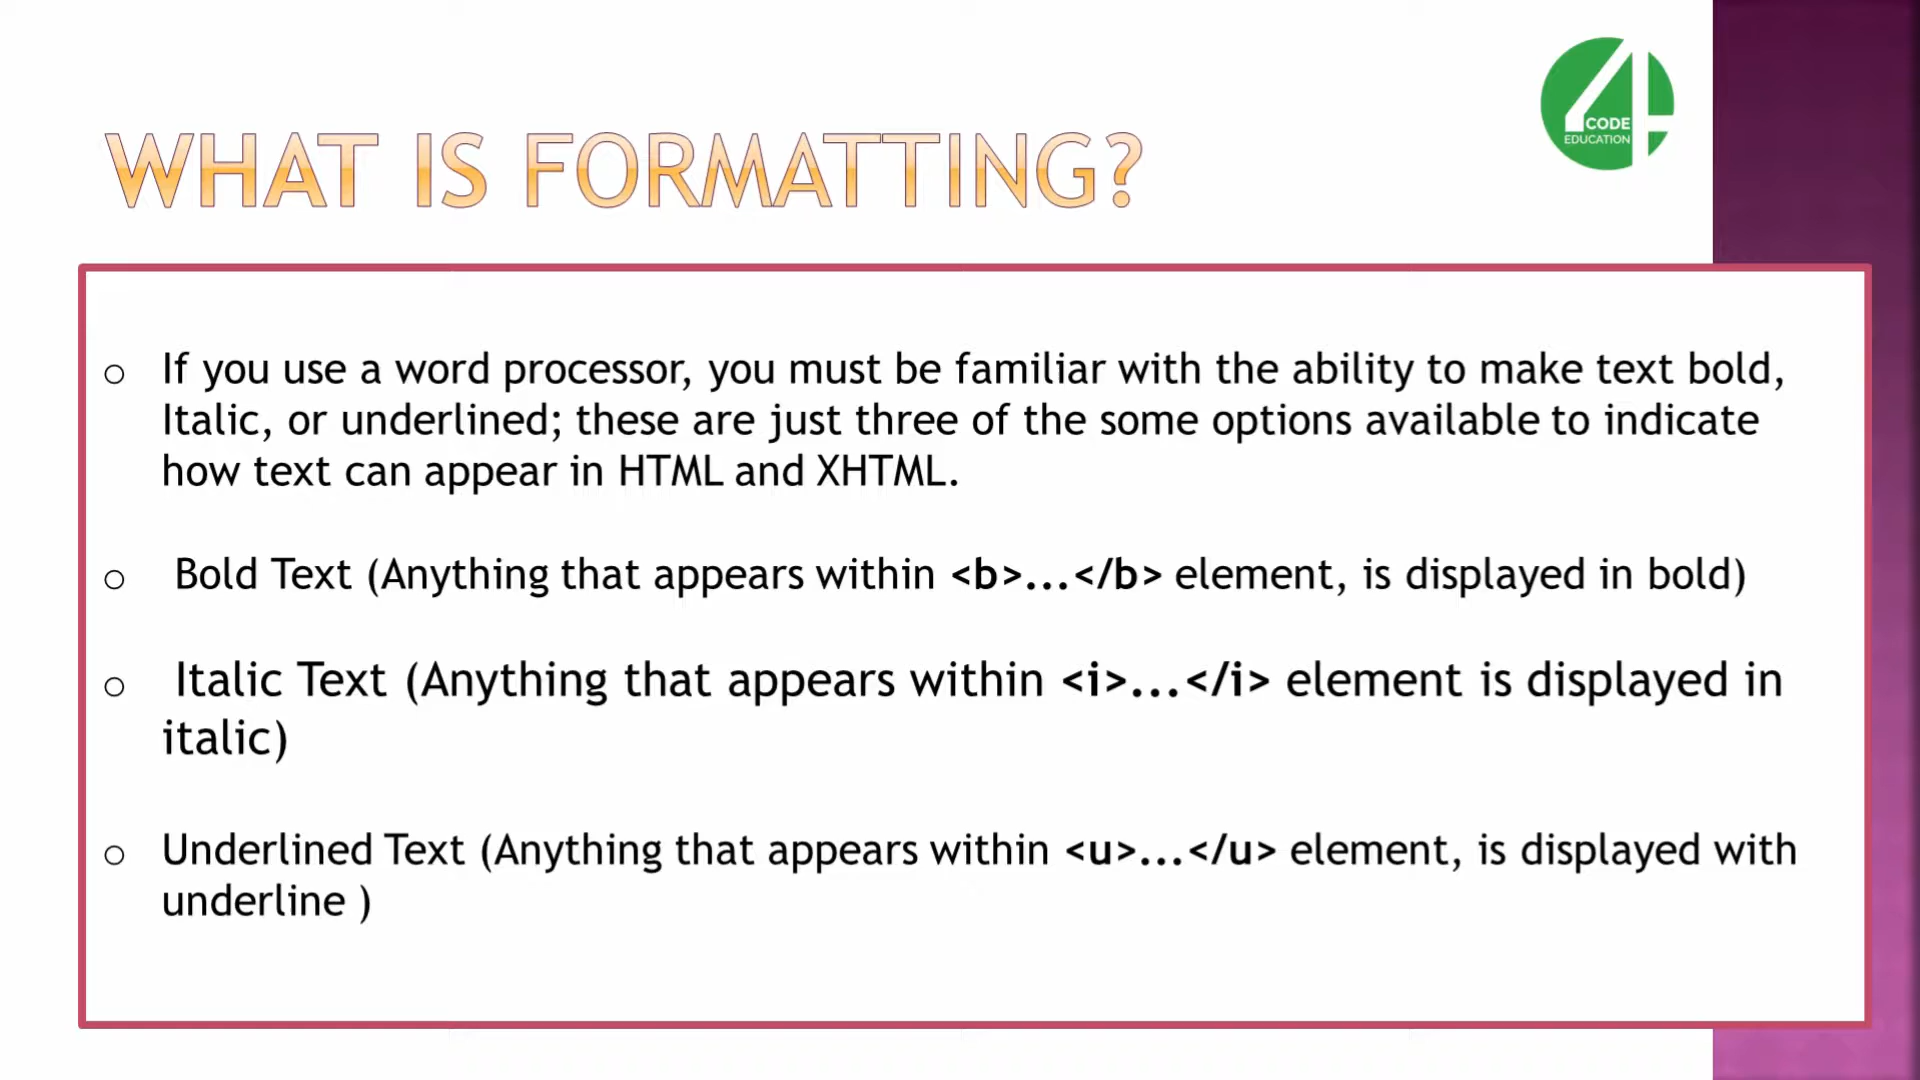 4
CODE
EDUCATION
WHAT IS FORMATTING?
o If you use a word processor, you must be familiar with the ability to make text bold,
Italic, or underlined; these are just three of the some options available to indicate
how text can appear in HTML and XHTML.
o Bold Text (Anything that appears within <b>...</b> element, is displayed in bold)
o Italic Text (Anything that appears within <i>...</i> element is displayed in
italic)
o Underlined Text (Anything that appears within <u>...</u> element, is displayed with
underline )